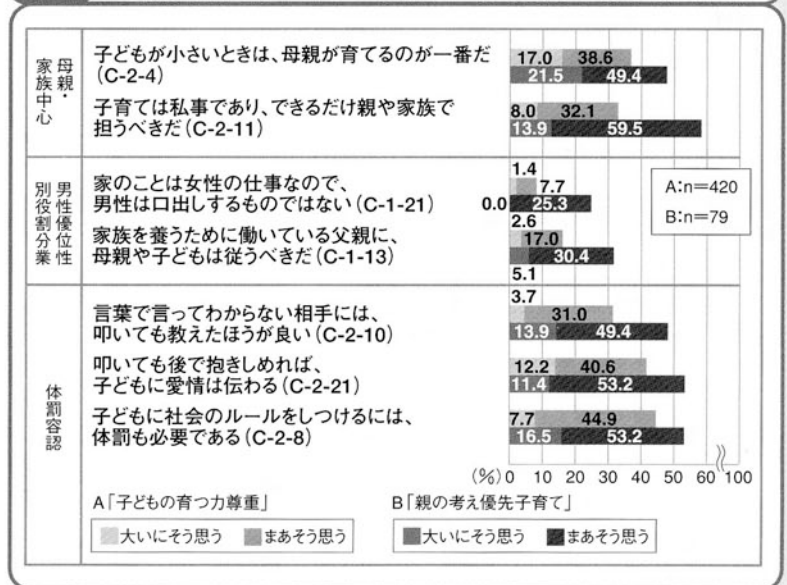 母親・
家族中心
子どもが小さいときは、母親が育てるのが一番だ
(C-2-4)
17.0 38.6
21.5 49.4
子育ては私事であり、できるだけ親や家族で
担うべきだ(C-2-11)
8.0 32.1
13.9 59.5
男性優位性
別役割分業
家のことは女性の仕事なので、
男性は口出しするものではない(C-1-21)
1.4
7.7
0.0 25.3
家族を養うために働いている父親に、
母親や子どもは従うべきだ(C-1-13)
2.6
17.0
30.4
5.1
A:n=420
B:n=79
体罰容認
言葉で言ってわからない相手には、
叩いても教えたほうが良い(C-2-10)
3.7
31.0
13.9 49.4
叩いても後で抱きしめれば、
子どもに愛情は伝わる(C-2-21)
12.2 40.6
11.4 53.2
子どもに社会のルールをしつけるには、
体罰も必要である(C-2-8)
7.7 44.9
16.5 53.2
(%) 0 10 20 30 40 50 60 100
A「子どもの育つ力尊重」
大いにそう思う まあそう思う
B「親の考え優先子育て」
大いにそう思う まあそう思う